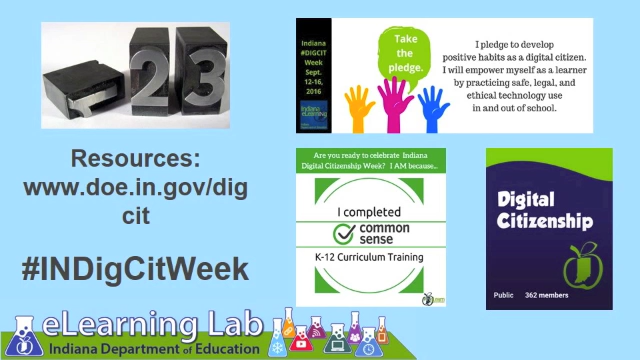 23
Resources:
www.doe.in.gov/dig
cit
#INDigCitWeek
eLearning Lab
Indiana Department of Education
Indiana
#DIGCIT
Week
Sept.
12-16,
2016
Indiana
eLearning
Take
the
pledge.
I pledge to develop
positive habits as a digital citizen.
I will empower myself as a learner
by practicing safe, legal, and
ethical technology use
in and out of school.
Are you ready to celebrate Indiana
Digital Citizenship Week? I AM because...
I completed
common
sense
K-12 Curriculum Training
Digital
Citizenship
Public 362 members